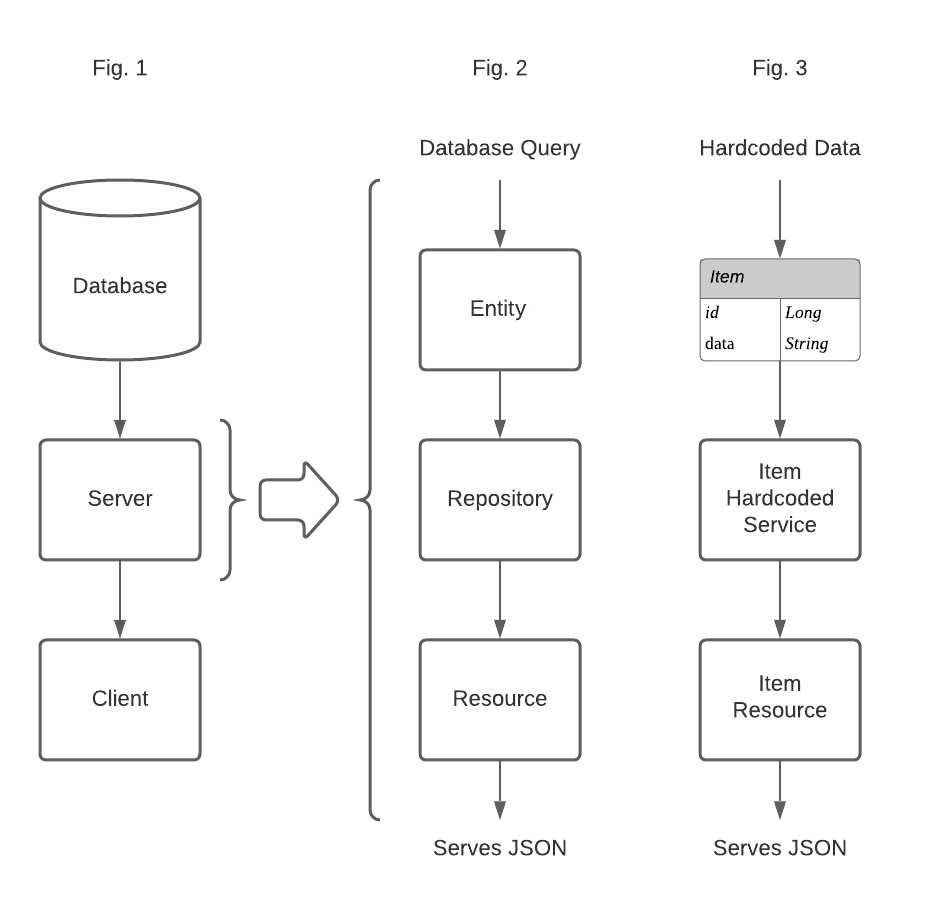 Fig. 1
Fig. 2
Fig. 3
Database
Server
Client
Database Query
Entity
Repository
Resource
Serves JSON
Hardcoded Data
Item
id Long
data String
Item
Hardcoded
Service
Item
Resource
Serves JSON